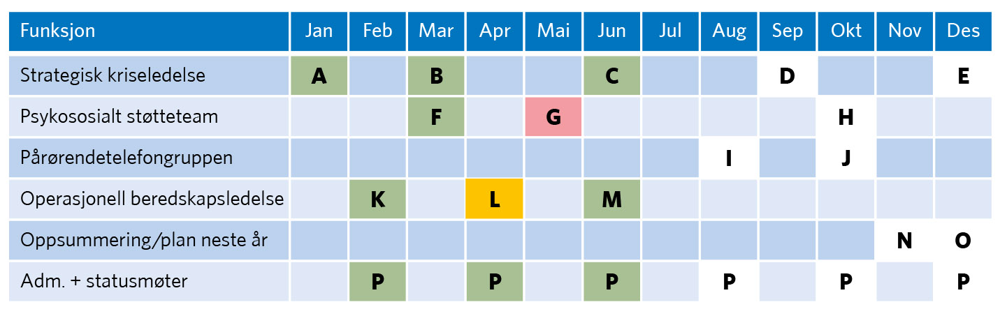 Funksjon Jan Feb Mar Apr Mai Jun Jul Aug Sep Okt Nov Des
Strategisk kriseledelse A B C D E
Psykososialt støtteteam F G H
Pårørendetelefongruppen I J
Operasjonell beredskapsledelse K L M
Oppsummering/plan neste år N O
Adm. + statusmøter P P P P P P